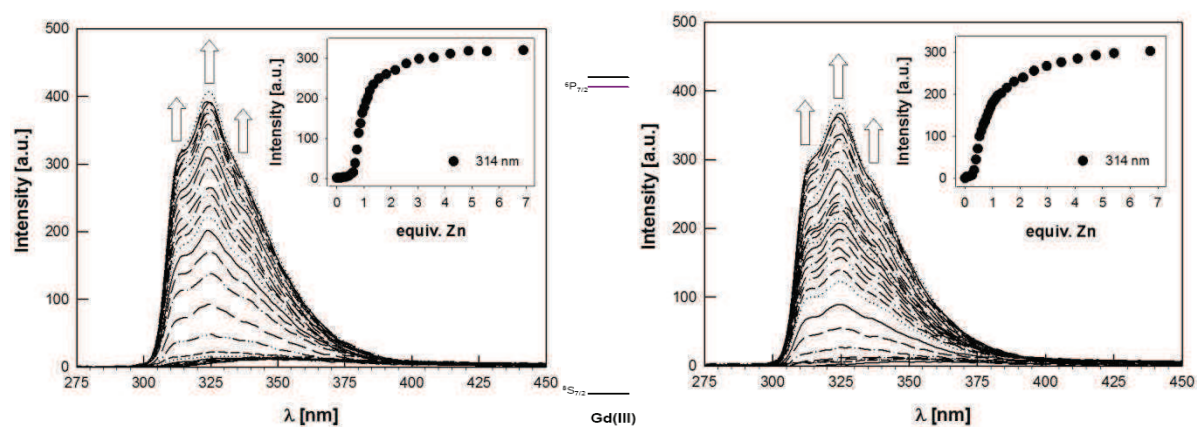 500
400
300
200
100
0
Intensity [a.u.]
275 300 325 350 375 400 425 450
λ [nm]
300
200
100
0
Intensity [a.u.]
314 nm
0 1 2 3 4 5 6 7
equiv. Zn
⁶P₇/₂
⁸S₇/₂
Gd(III)
500
400
300
200
100
0
Intensity [a.u.]
275 300 325 350 375 400 425 450
λ [nm]
300
200
100
0
Intensity [a.u.]
314 nm
0 1 2 3 4 5 6 7
equiv. Zn